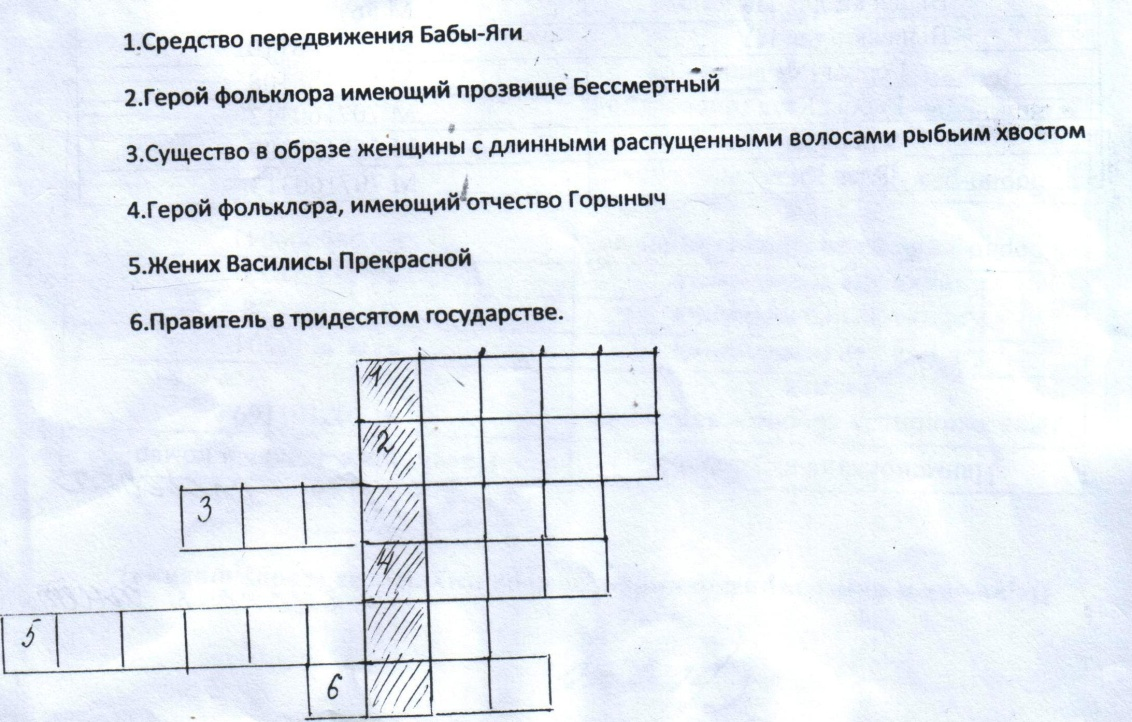 1.Средство передвижения Бабы-Яги
2.Герой фольклора имеющий прозвище Бессмертный
3.Существо в образе женщины с длинными распущенными волосами рыбьим хвостом
4.Герой фольклора, имеющий отчество Горыныч
5.Жених Василисы Прекрасной
6.Правитель в тридесятом государстве.
1
2
3
4
5
6